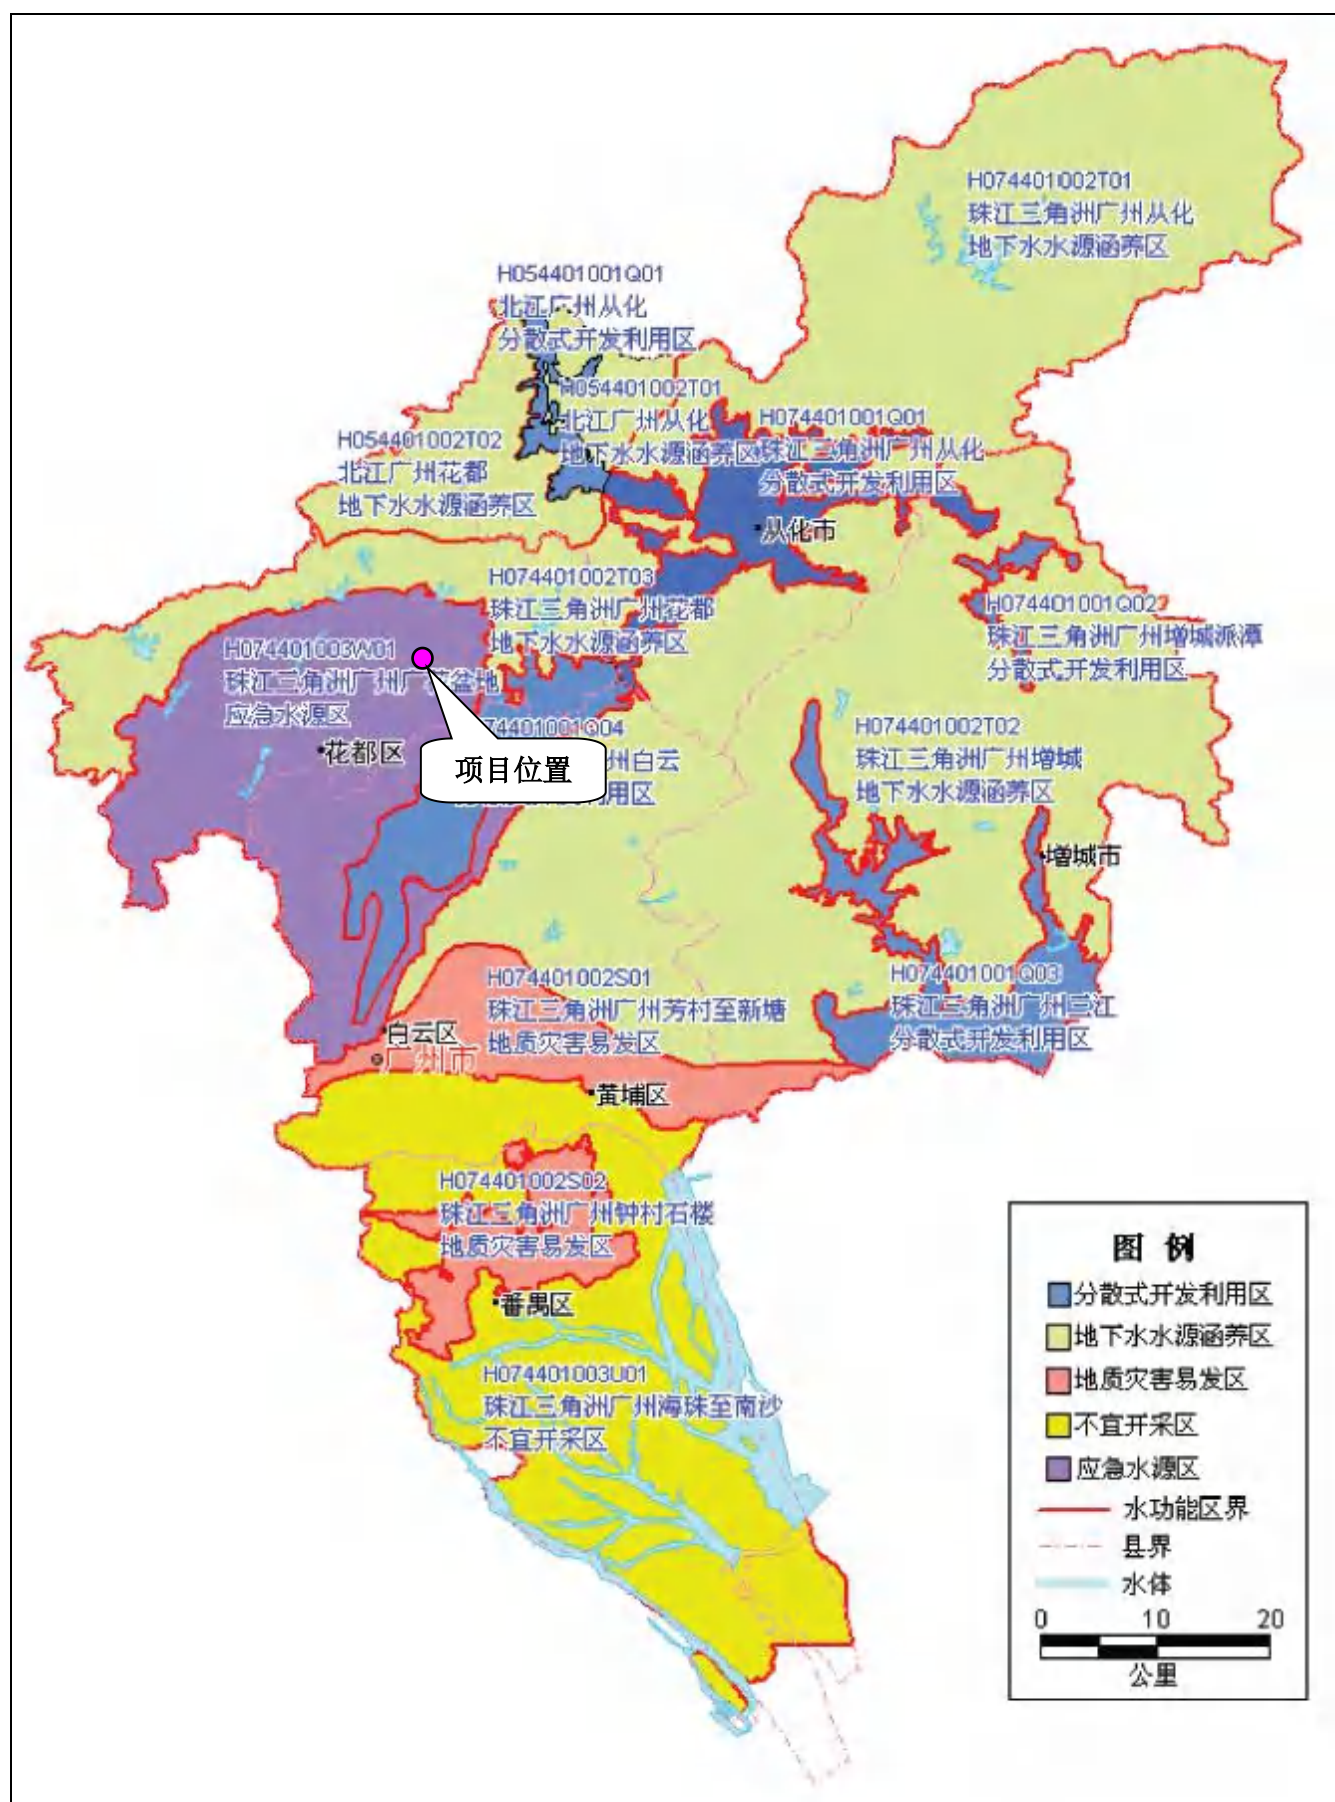 H074401002T01
珠江三角洲广州从化
地下水水源涵养区
H054401001Q01
北江广州从化
分散式开发利用区
H054401002T01
北江广州从化
地下水水源涵养区
H074401001Q01
珠江三角洲广州从化
分散式开发利用区
H054401002T02
北江广州花都
地下水水源涵养区
从化市
H074401002T03
珠江三角洲广州花都
地下水水源涵养区
H074401001Q02
珠江三角洲广州增城派潭
分散式开发利用区
H074401003W01
珠江三角洲广州广花盆地
应急水源区
花都区
4401001Q04
州白云
用区
项目位置
H074401002T02
珠江三角洲广州增城
地下水水源涵养区
增城市
H074401002S01
珠江三角洲广州芳村至新塘
地质灾害易发区
H074401001Q03
珠江三角洲广州三江
分散式开发利用区
白云区
广州市
黄埔区
H074401002S02
珠江三角洲广州钟村石楼
地质灾害易发区
番禺区
H074401003U01
珠江三角洲广州海珠至南沙
不宜开采区
图 例
分散式开发利用区
地下水水源涵养区
地质灾害易发区
不宜开采区
应急水源区
水功能区界
县界
水体
0 10 20
公里